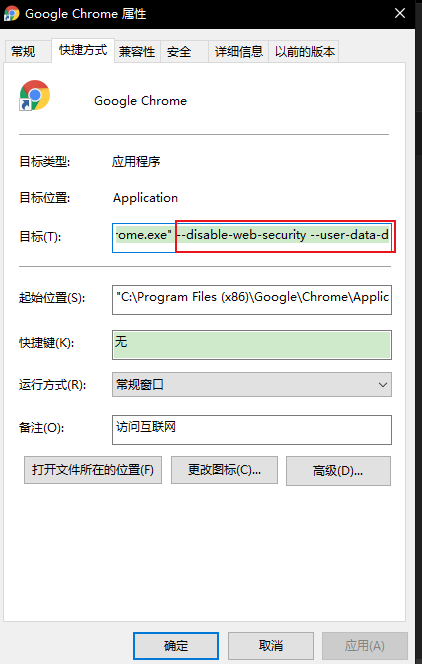 Google Chrome 属性
常规 快捷方式 兼容性 安全 详细信息 以前的版本
Google Chrome
目标类型: 应用程序
目标位置: Application
目标(T): ome.exe" --disable-web-security --user-data-d
起始位置(S): "C:\Program Files (x86)\Google\Chrome\Applic
快捷键(K): 无
运行方式(R): 常规窗口
备注(O): 访问互联网
打开文件所在的位置(F) 更改图标(C)... 高级(D)...
确定 取消 应用(A)